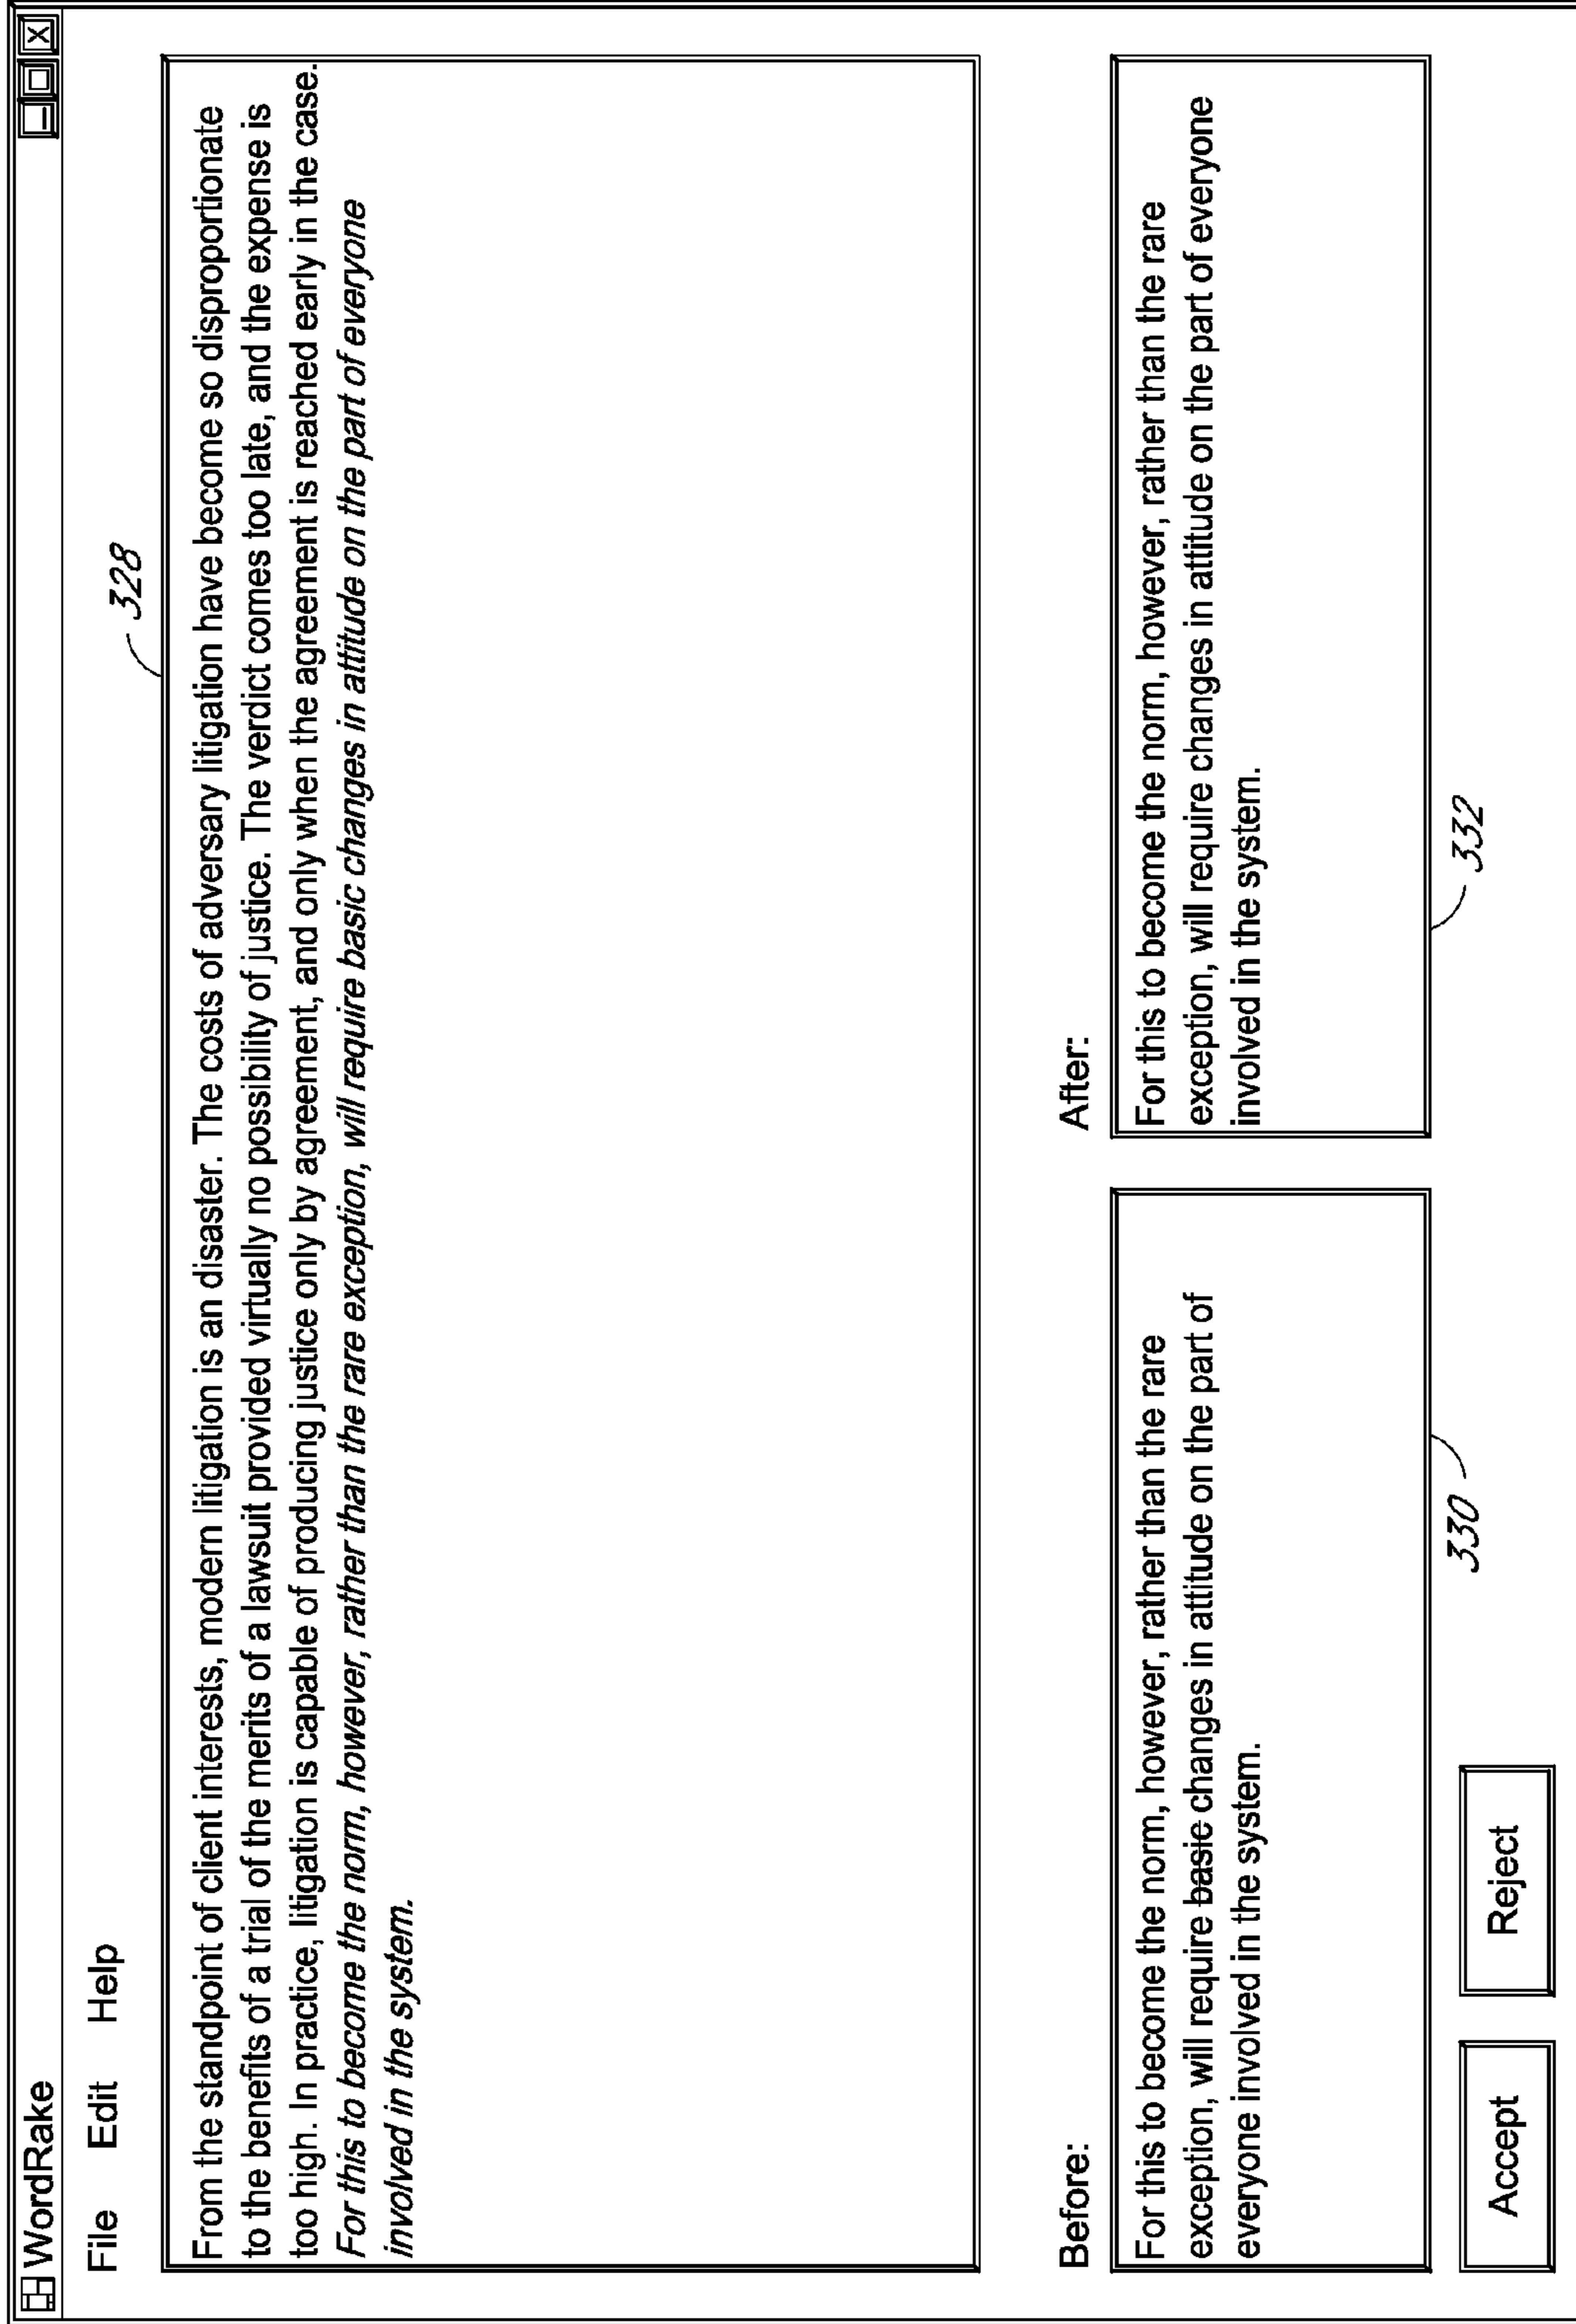 WordRake
File Edit Help
328
From the standpoint of client interests, modern litigation is an disaster. The costs of adversary litigation have become so disproportionate
to the benefits of a trial of the merits of a lawsuit provided virtually no possibility of justice. The verdict comes too late, and the expense is
too high. In practice, litigation is capable of producing justice only by agreement, and only when the agreement is reached early in the case.
For this to become the norm, however, rather than the rare exception, will require basic changes in attitude on the part of everyone
involved in the system.
Before:
For this to become the norm, however, rather than the rare
exception, will require basic changes in attitude on the part of
everyone involved in the system.
330
After:
For this to become the norm, however, rather than the rare
exception, will require changes in attitude on the part of everyone
involved in the system.
332
Accept
Reject